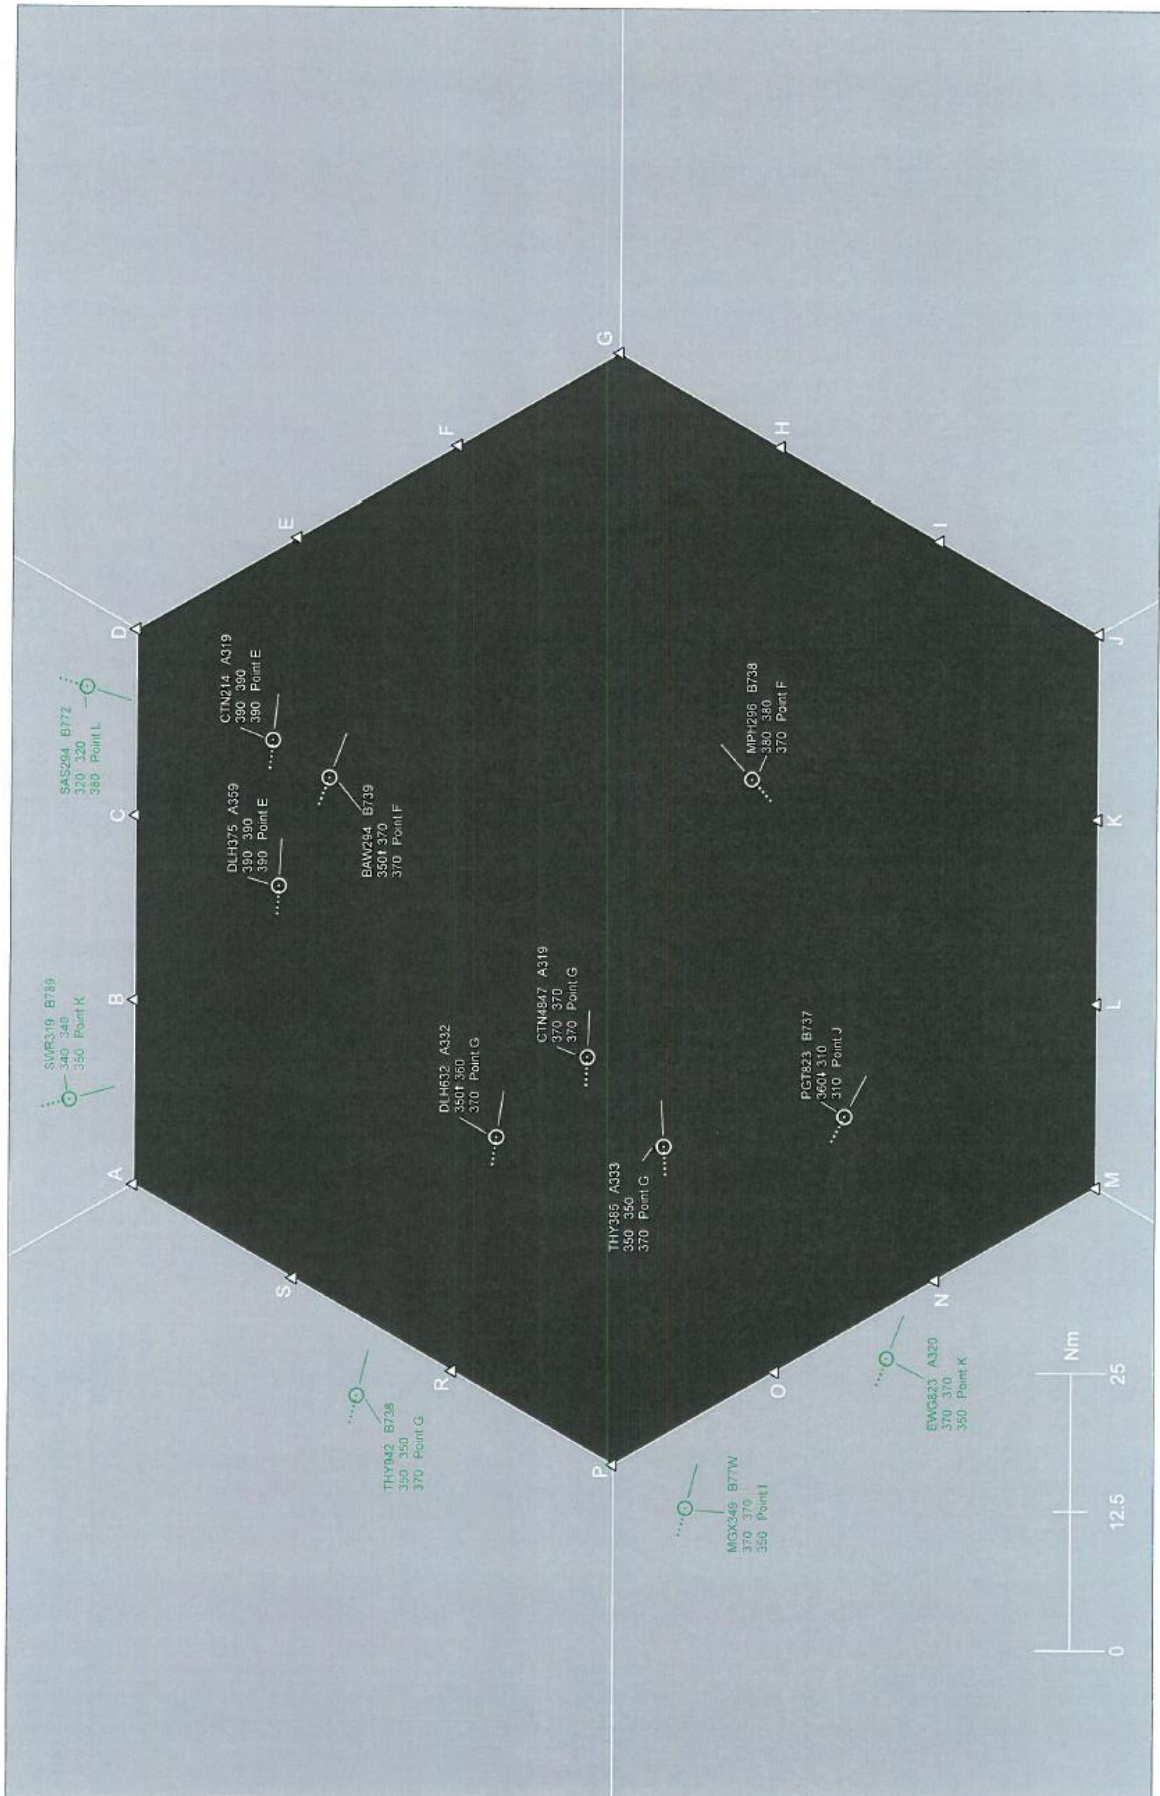 A
B
C
D
E
F
G
H
I
J
K
L
M
N
O
P
R
S
SWR319 B789
340 340
350 Point K
SAS294 B772
320 320
380 Point L
DLH375 A359
390 390
390 Point E
CTN214 A319
390 390
390 Point E
BAW294 B739
350⬆ 370
370 Point F
DLH632 A332
350⬆ 360
370 Point G
CTN4847 A319
370 370
370 Point G
THY385 A333
350 350
370 Point G
MPH296 B738
380 380
370 Point F
PGT823 B737
360⬇ 310
310 Point J
THY942 B738
350 350
370 Point G
MGX349 B77W
370 370
350 Point I
EWG823 A320
370 370
350 Point K
0 12.5 25
Nm